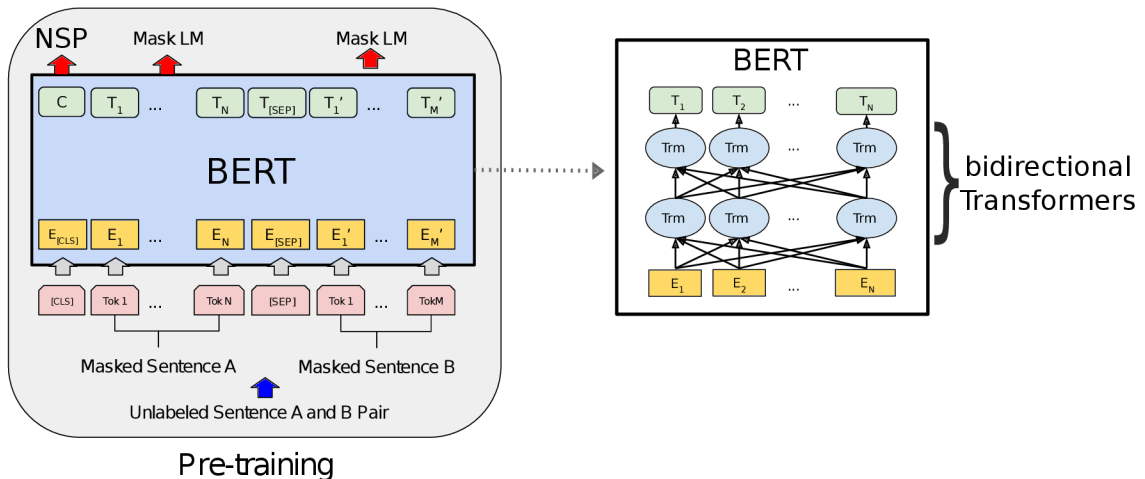 NSP Mask LM Mask LM
C T1 ... TN T[SEP] T1’ ... TM’
BERT
E[CLS] E1 ... EN E[SEP] E1’ ... EM’
[CLS] Tok 1 ... Tok N [SEP] Tok 1 ... TokM
Masked Sentence A Masked Sentence B
Unlabeled Sentence A and B Pair
Pre-training
BERT
T1 T2 ... TN
Trm Trm ... Trm
Trm Trm ... Trm
E1 E2 ... EN
bidirectional
Transformers